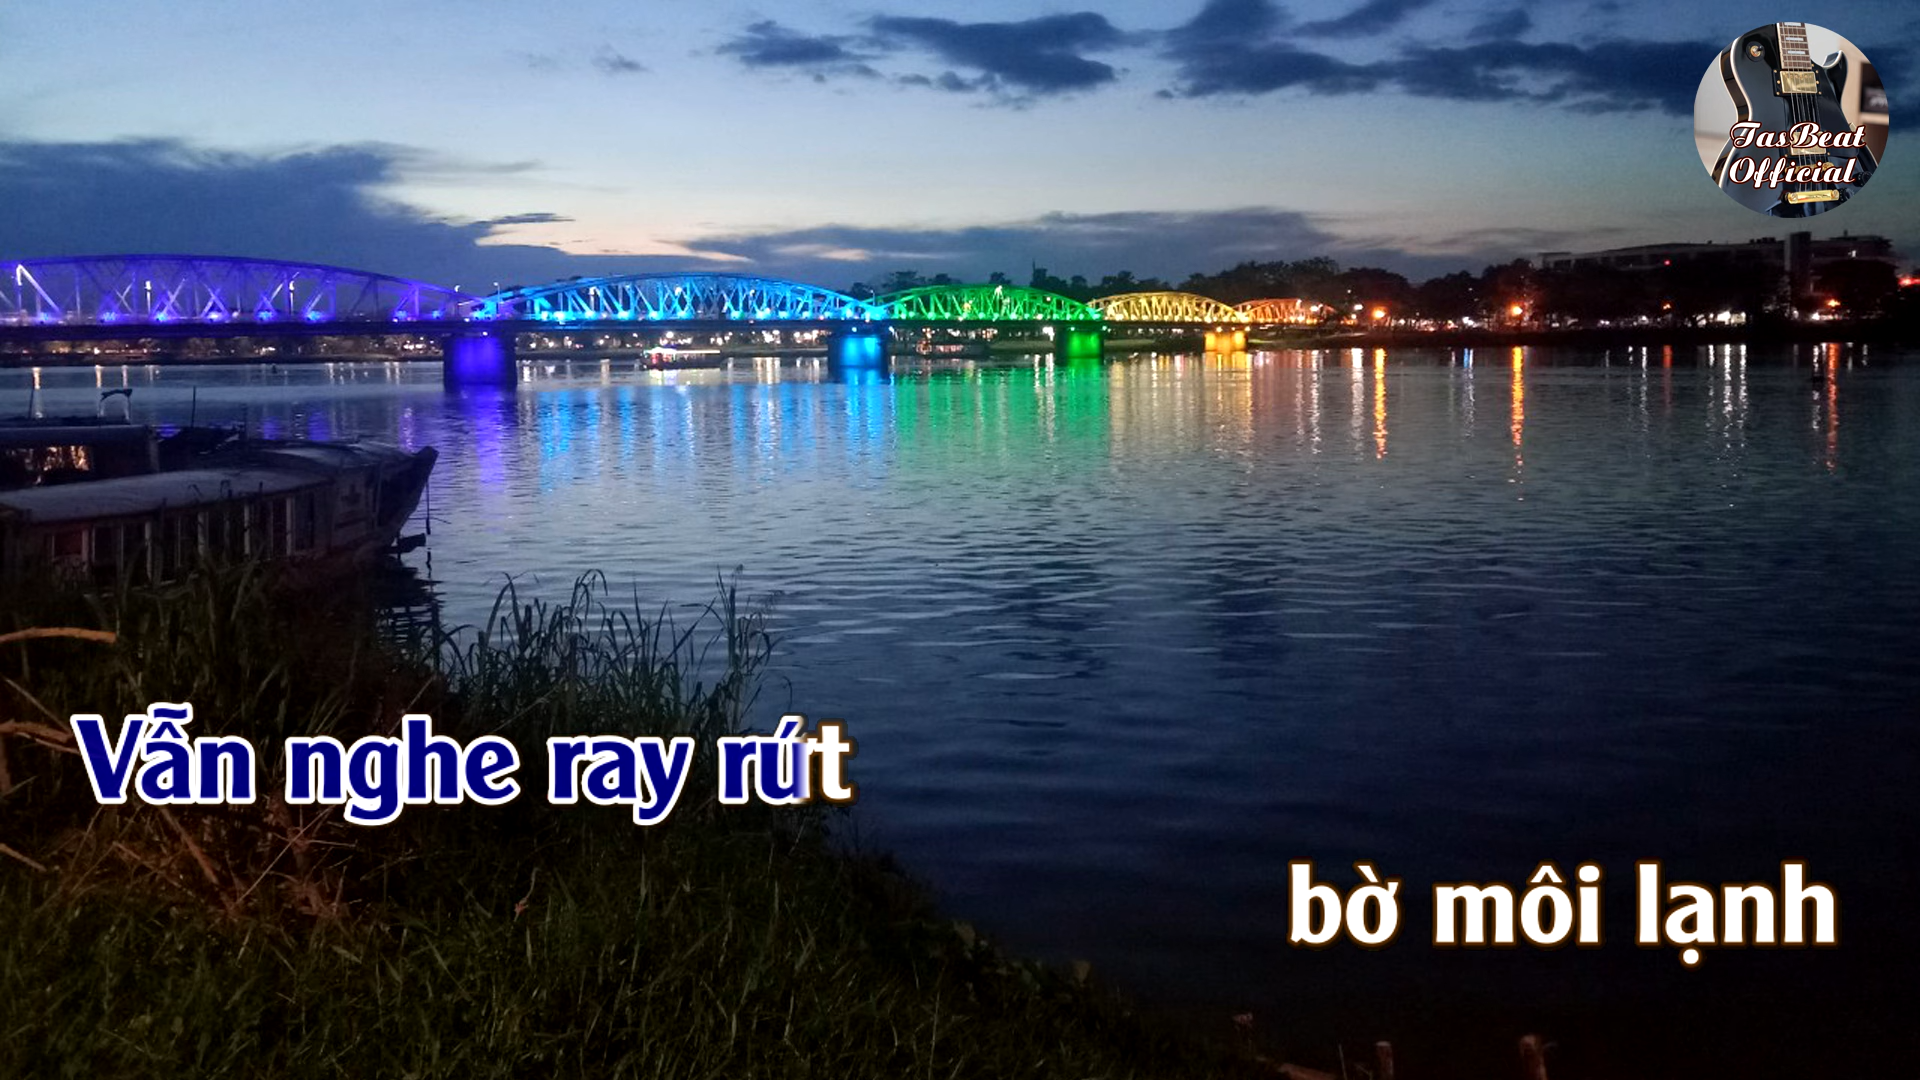 TasBeat
Official
Vẫn nghe ray rứt
bờ môi lạnh